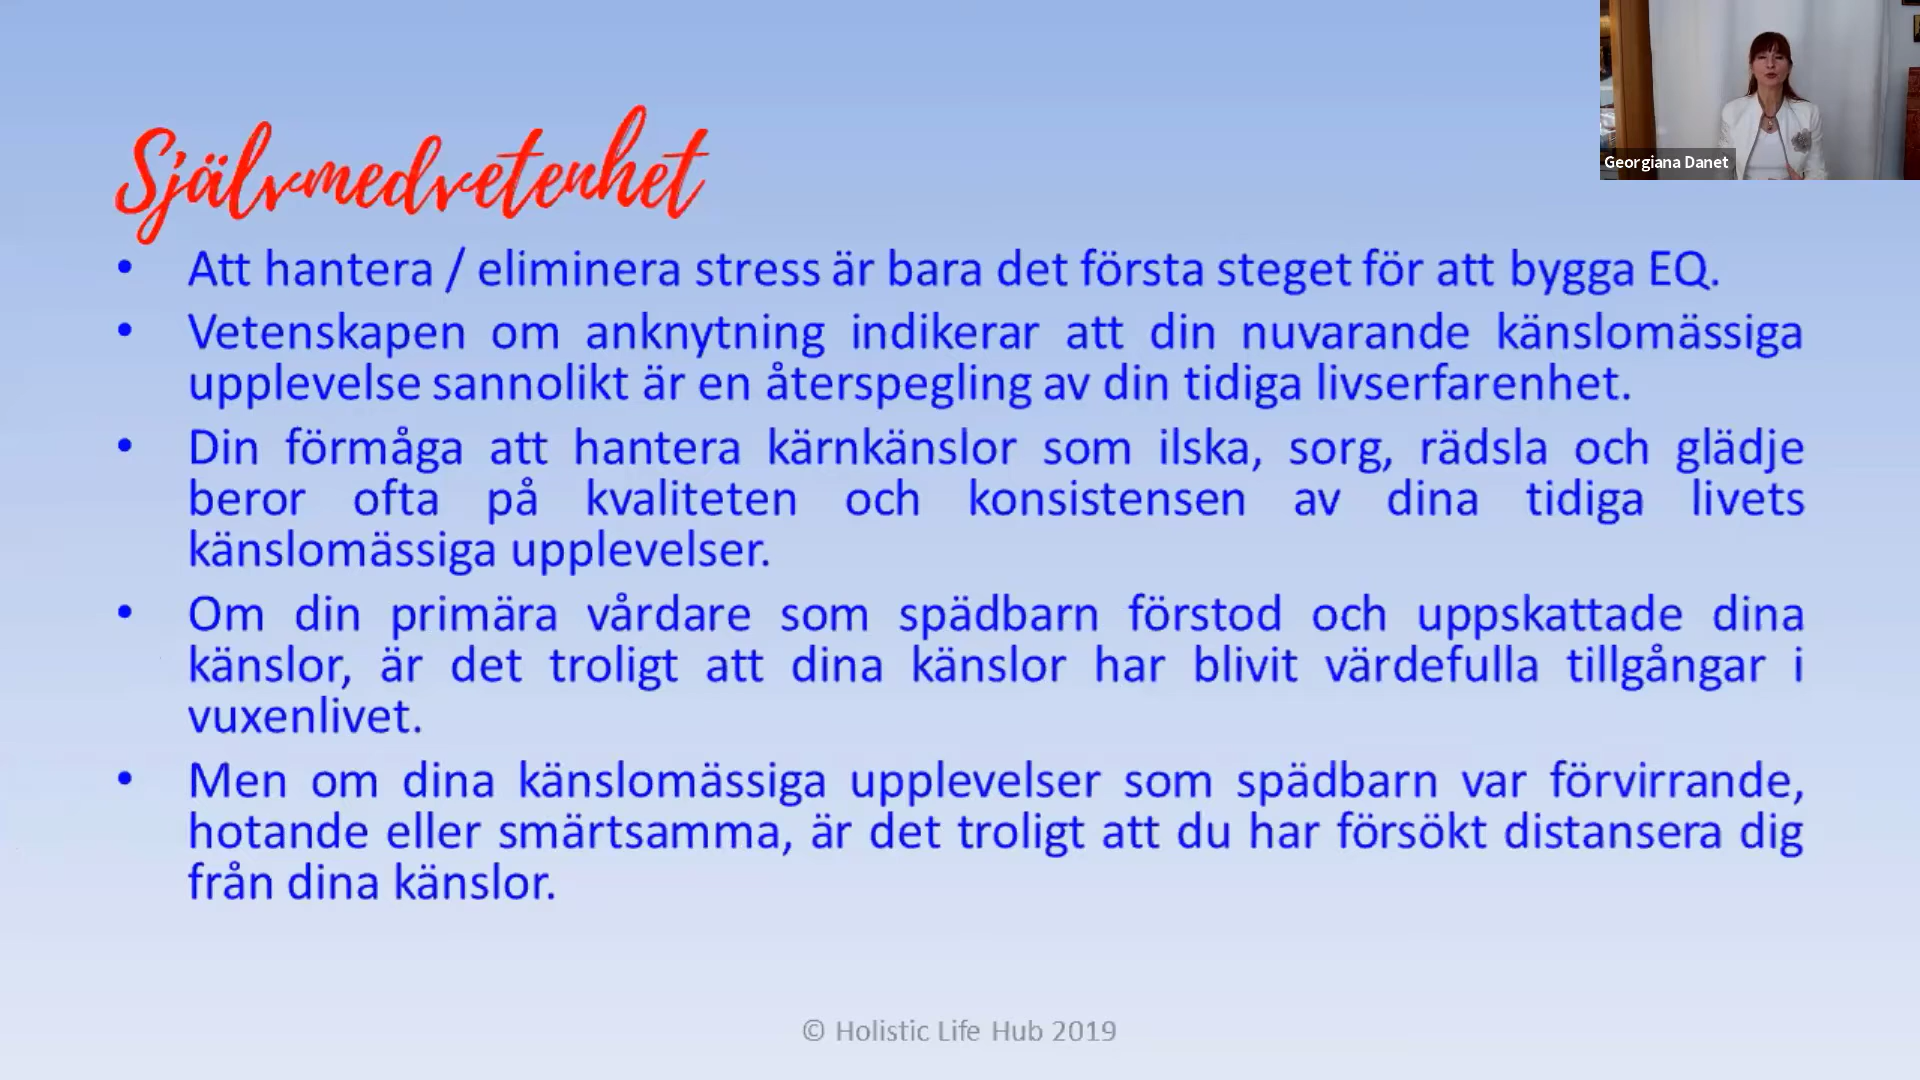 Georgiana Danet
Självmedvetenhet
• Att hantera / eliminera stress är bara det första steget för att bygga EQ.
• Vetenskapen om anknytning indikerar att din nuvarande känslomässiga
upplevelse sannolikt är en återspegling av din tidiga livserfarenhet.
• Din förmåga att hantera kärnkänslor som ilska, sorg, rädsla och glädje
beror ofta på kvaliteten och konsistensen av dina tidiga livets
känslomässiga upplevelser.
• Om din primära vårdare som spädbarn förstod och uppskattade dina
känslor, är det troligt att dina känslor har blivit värdefulla tillgångar i
vuxenlivet.
• Men om dina känslomässiga upplevelser som spädbarn var förvirrande,
hotande eller smärtsamma, är det troligt att du har försökt distansera dig
från dina känslor.
© Holistic Life Hub 2019